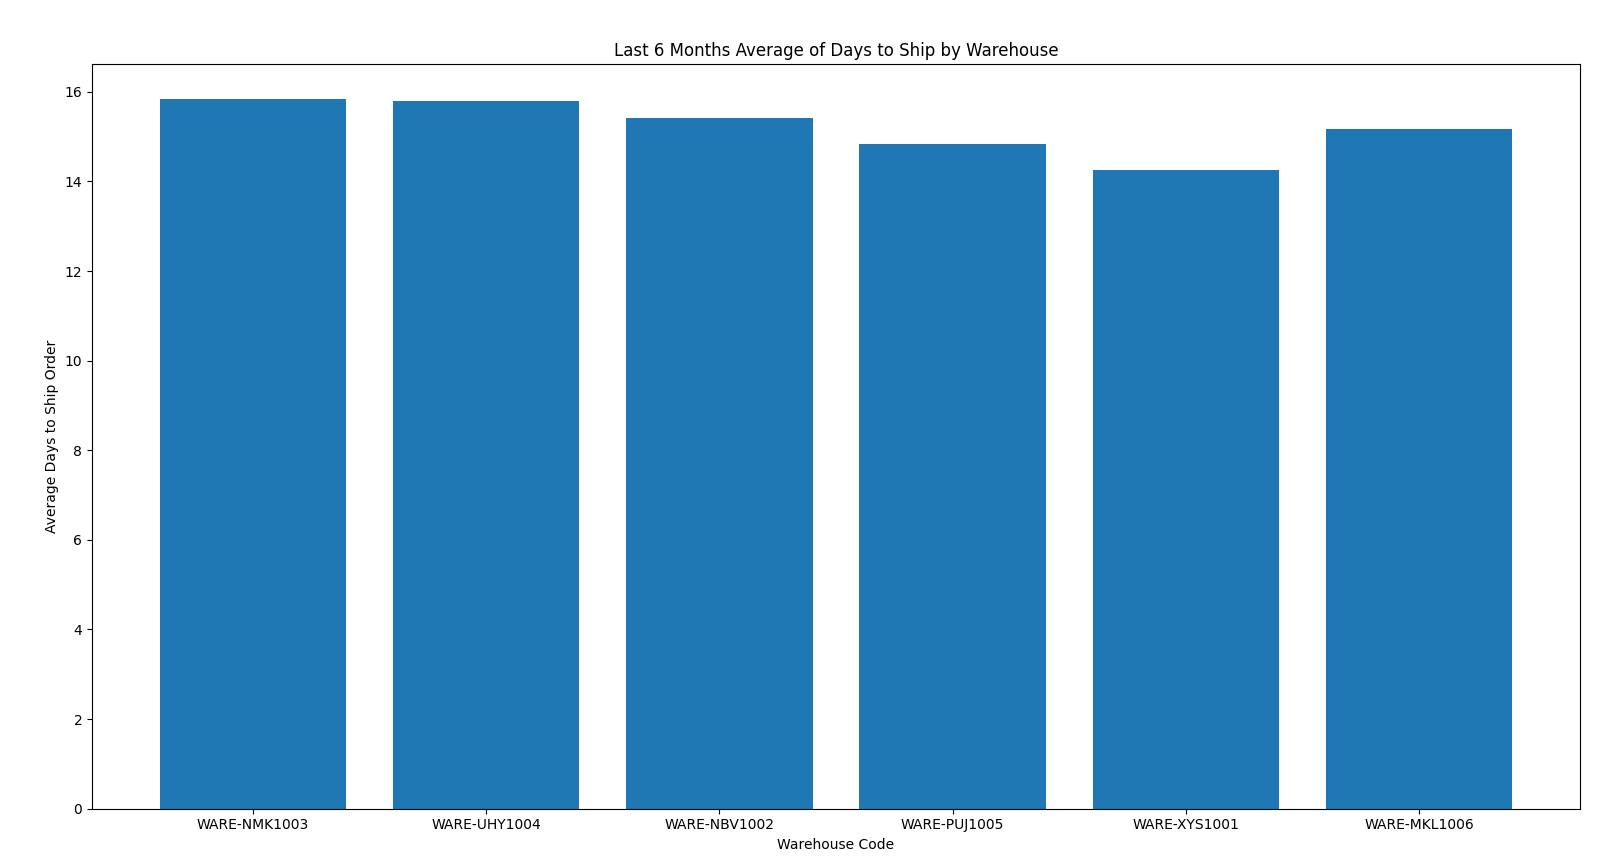 Last 6 Months Average of Days to Ship by Warehouse
16
14
12
10
8
6
4
2
0
Average Days to Ship Order
WARE-NMK1003 WARE-UHY1004 WARE-NBV1002 WARE-PUJ1005 WARE-XYS1001 WARE-MKL1006
Warehouse Code